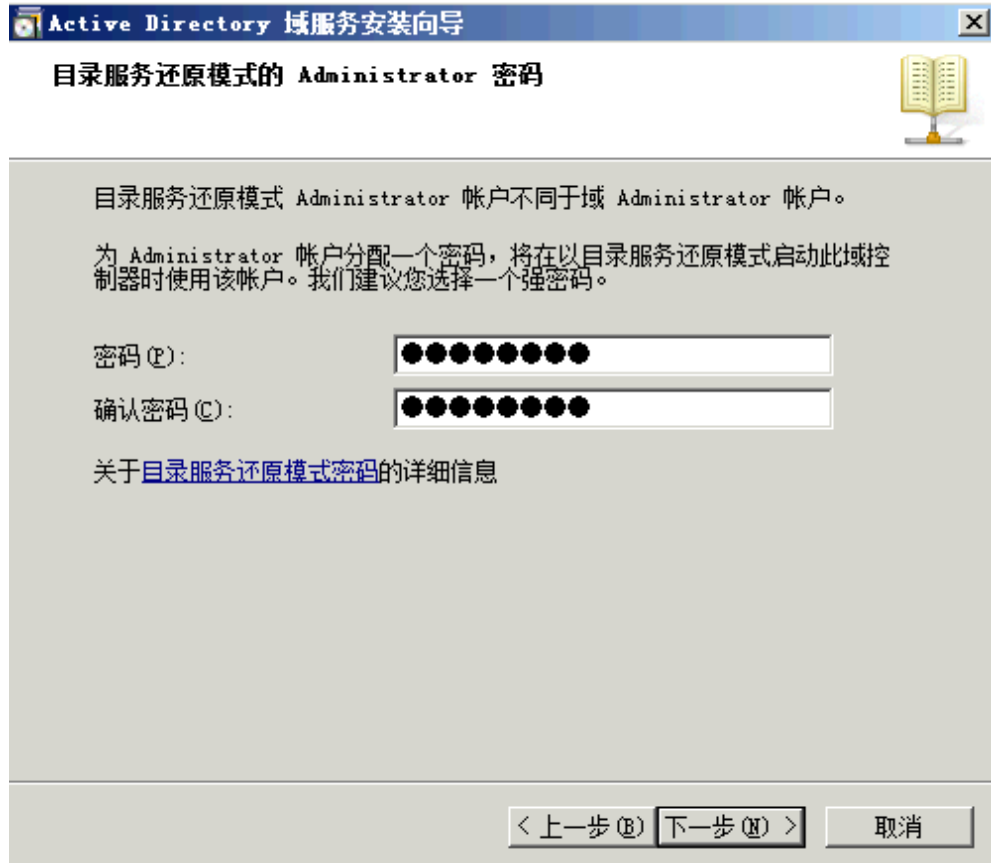 Active Directory 域服务安装向导
目录服务还原模式的 Administrator 密码
目录服务还原模式 Administrator 帐户不同于域 Administrator 帐户。
为 Administrator 帐户分配一个密码，将在以目录服务还原模式启动此域控
制器时使用该帐户。我们建议您选择一个强密码。
密码(P):
●●●●●●●●
确认密码(C):
●●●●●●●●
关于目录服务还原模式密码的详细信息
< 上一步(B)
下一步(N) >
取消